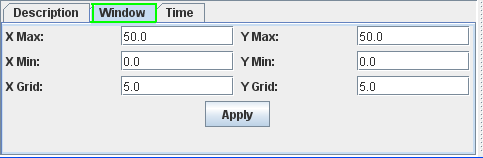 Description Window Time
X Max: 50.0 Y Max: 50.0
X Min: 0.0 Y Min: 0.0
X Grid: 5.0 Y Grid: 5.0
Apply